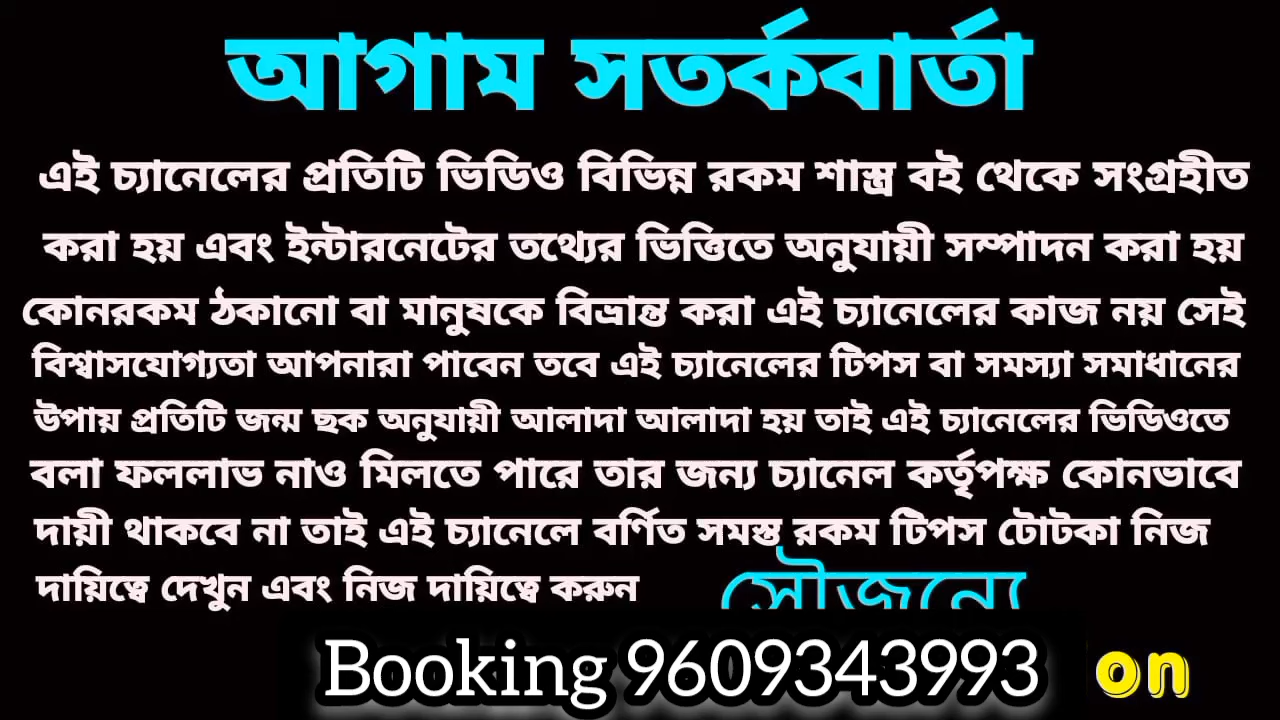 আগাম সতর্কবার্তা
এই চ্যানেলের প্রতিটি ভিডিও বিভিন্ন রকম শাস্ত্র বই থেকে সংগ্রহীত
করা হয় এবং ইন্টারনেটের তথ্যের ভিত্তিতে অনুযায়ী সম্পাদন করা হয়
কোনরকম ঠকানো বা মানুষকে বিভ্রান্ত করা এই চ্যানেলের কাজ নয় সেই
বিশ্বাসযোগ্যতা আপনারা পাবেন তবে এই চ্যানেলের টিপস বা সমস্যা সমাধানের
উপায় প্রতিটি জন্ম ছক অনুযায়ী আলাদা আলাদা হয় তাই এই চ্যানেলের ভিডিওতে
বলা ফললাভ নাও মিলতে পারে তার জন্য চ্যানেল কর্তৃপক্ষ কোনভাবে
দায়ী থাকবে না তাই এই চ্যানেলে বর্ণিত সমস্ত রকম টিপস টোটকা নিজ
দায়িত্বে দেখুন এবং নিজ দায়িত্বে করুন
সৌজন্যে
Booking 9609343993 on